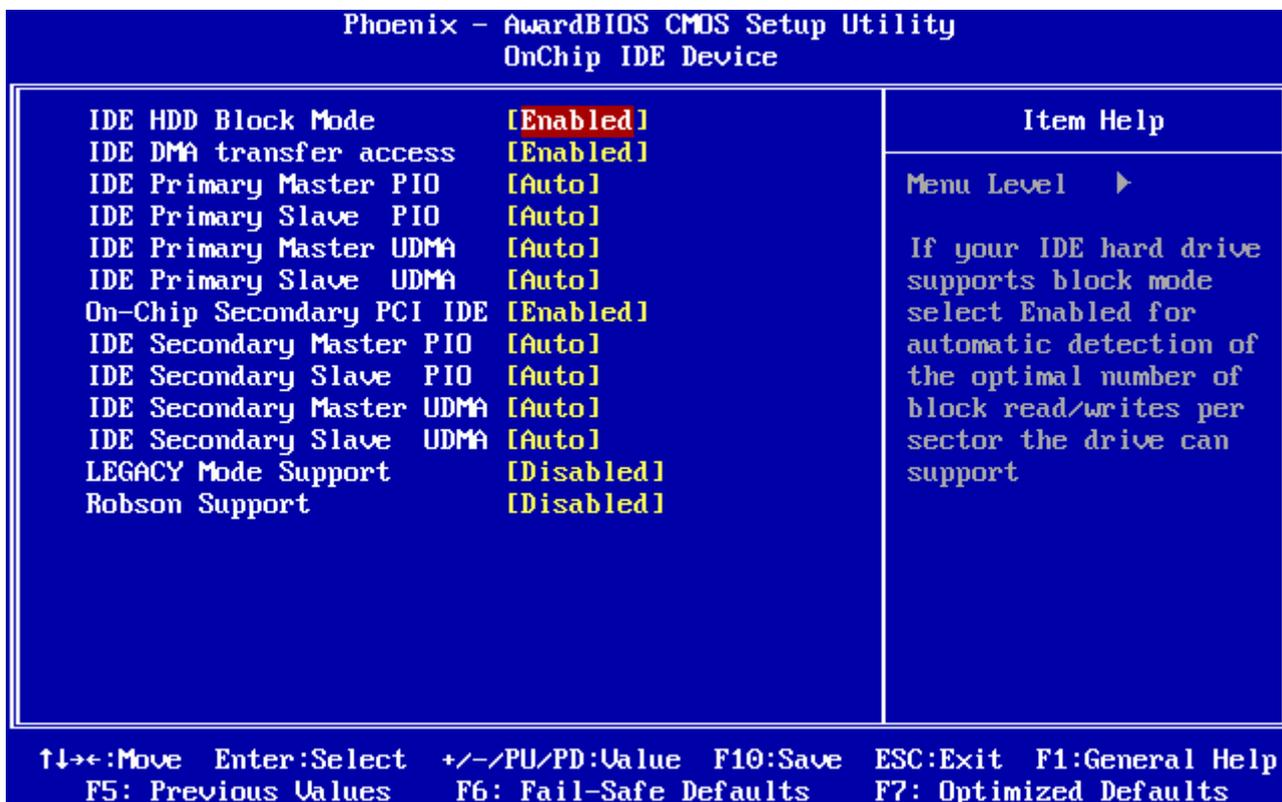 Phoenix - AwardBIOS CMOS Setup Utility
OnChip IDE Device
IDE HDD Block Mode [Enabled]
IDE DMA transfer access [Enabled]
IDE Primary Master PIO [Auto]
IDE Primary Slave PIO [Auto]
IDE Primary Master UDMA [Auto]
IDE Primary Slave UDMA [Auto]
On-Chip Secondary PCI IDE [Enabled]
IDE Secondary Master PIO [Auto]
IDE Secondary Slave PIO [Auto]
IDE Secondary Master UDMA [Auto]
IDE Secondary Slave UDMA [Auto]
LEGACY Mode Support [Disabled]
Robson Support [Disabled]
Item Help
Menu Level ▶
If your IDE hard drive
supports block mode
select Enabled for
automatic detection of
the optimal number of
block read/writes per
sector the drive can
support
↑↓→←:Move Enter:Select +/-/PU/PD:Value F10:Save ESC:Exit F1:General Help
F5: Previous Values F6: Fail-Safe Defaults F7: Optimized Defaults